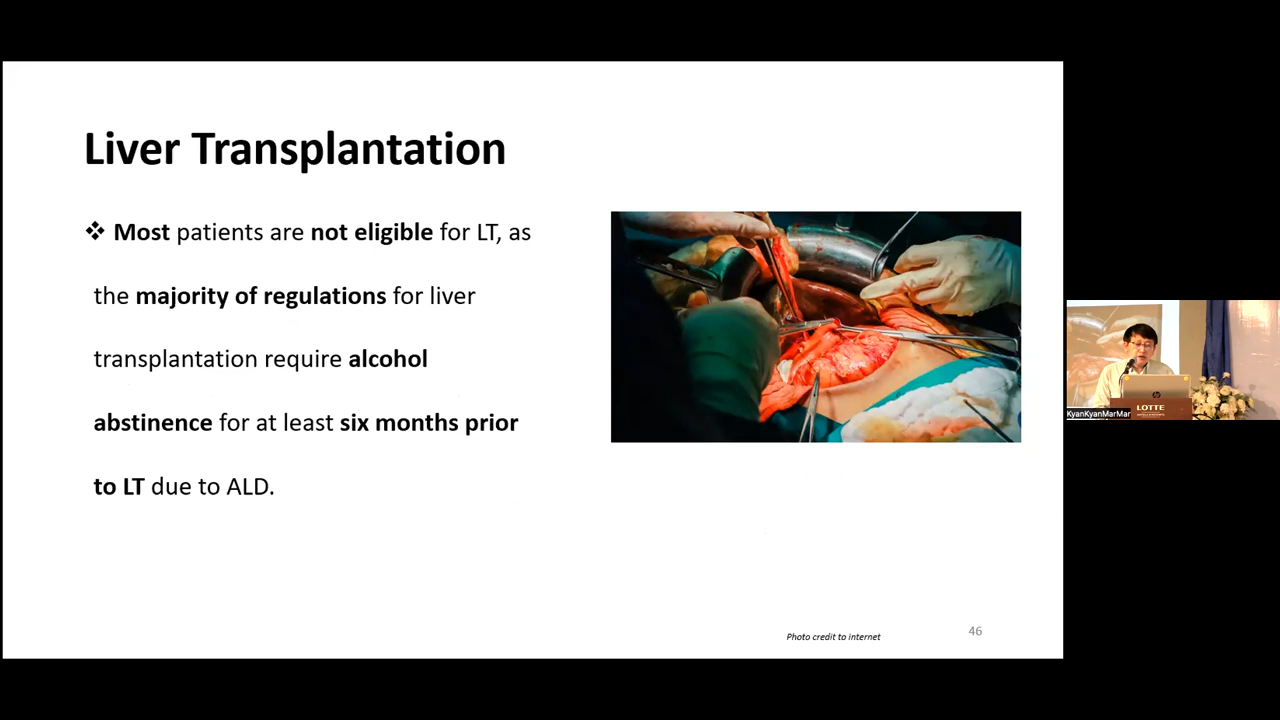 Liver Transplantation
❖ Most patients are not eligible for LT, as
the majority of regulations for liver
transplantation require alcohol
abstinence for at least six months prior
to LT due to ALD.
Photo credit to internet
46
KyanKyanMarMar
LOTTE